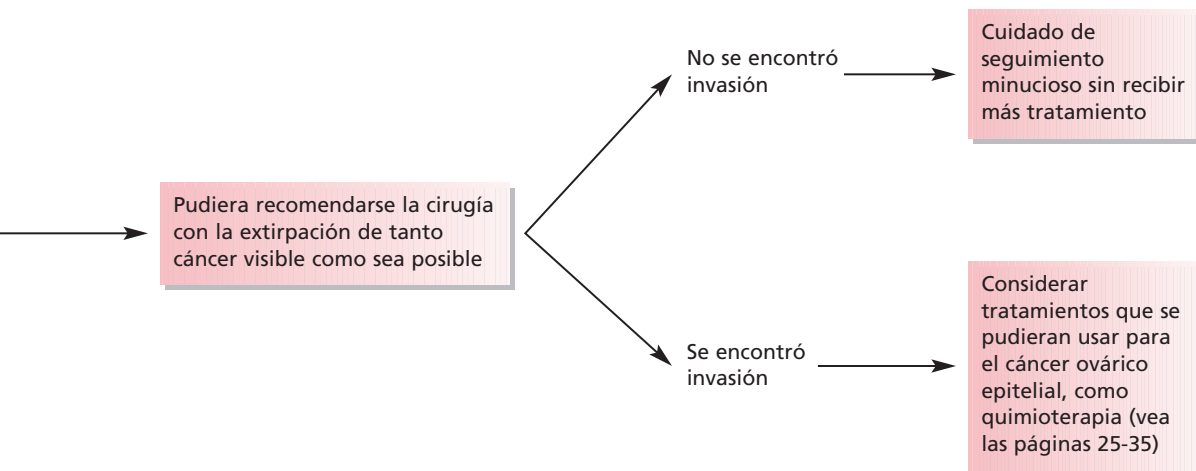 Pudiera recomendarse la cirugía
con la extirpación de tanto
cáncer visible como sea posible
No se encontró
invasión
Cuidado de
seguimiento
minucioso sin recibir
más tratamiento
Se encontró
invasión
Considerar
tratamientos que se
pudieran usar para
el cáncer ovárico
epitelial, como
quimioterapia (vea
las páginas 25-35)